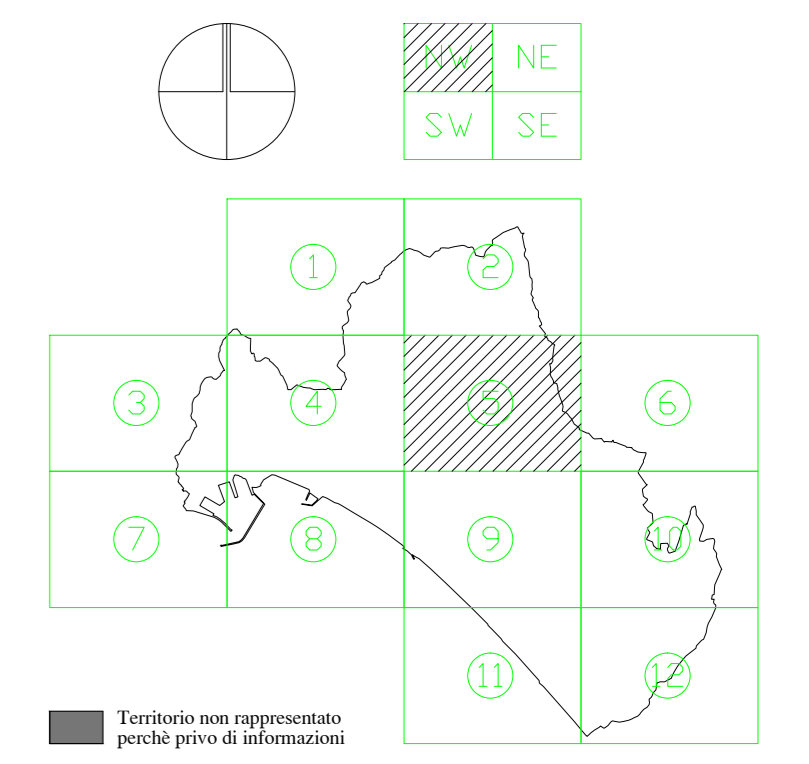 NW NE
SW SE
1 2
3 4 5 6
7 8 9 10
11 12
Territorio non rappresentato
perchè privo di informazioni